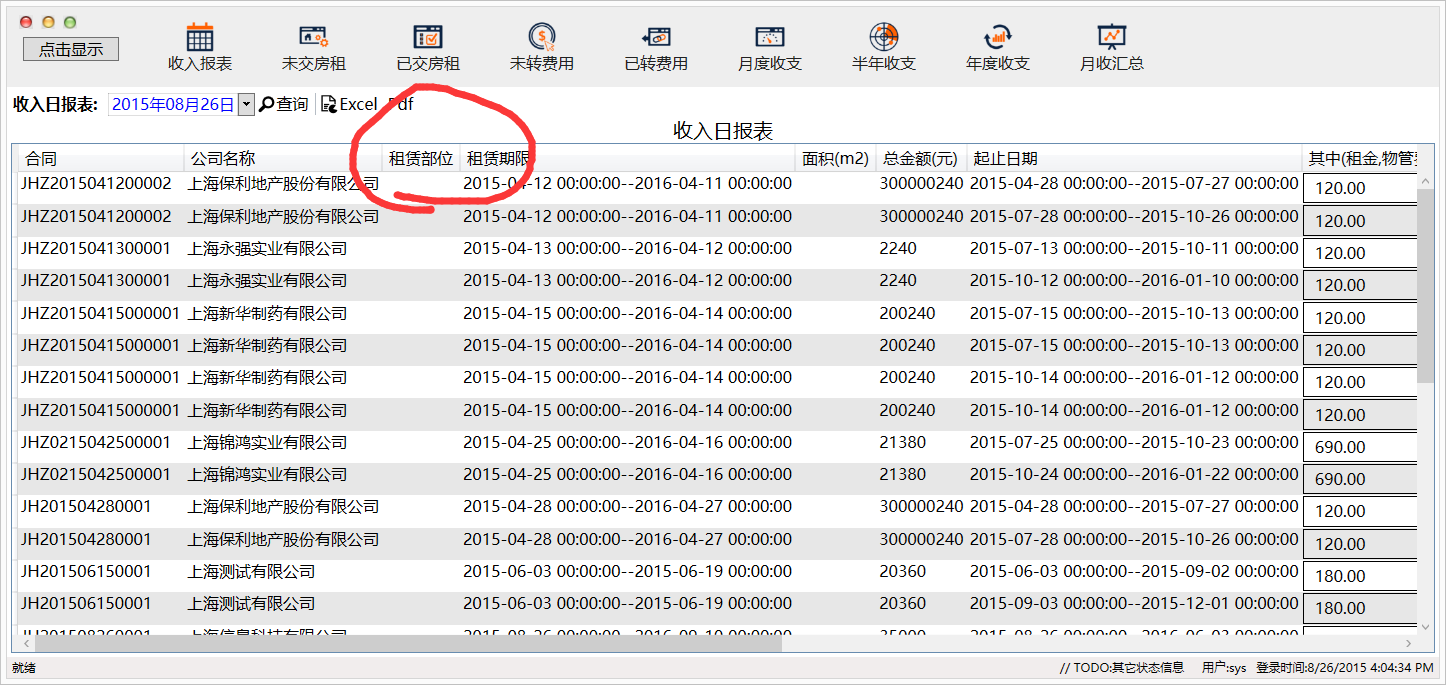 点击显示
收入报表 未交房租 已交房租 未转费用 已转费用 月度收支 半年收支 年度收支 月收汇总
收入日报表: 2015年08月26日 查询 Excel Pdf
收入日报表
合同 公司名称 租赁部位 租赁期限 面积(m2) 总金额(元) 起止日期 其中(租金,物管
JHZ2015041200002 上海保利地产股份有限公司 2015-04-12 00:00:00--2016-04-11 00:00:00 300000240 2015-04-28 00:00:00--2015-07-27 00:00:00 120.00
JHZ2015041200002 上海保利地产股份有限公司 2015-04-12 00:00:00--2016-04-11 00:00:00 300000240 2015-07-28 00:00:00--2015-10-26 00:00:00 120.00
JHZ2015041300001 上海永强实业有限公司 2015-04-13 00:00:00--2016-04-12 00:00:00 2240 2015-07-13 00:00:00--2015-10-11 00:00:00 120.00
JHZ2015041300001 上海永强实业有限公司 2015-04-13 00:00:00--2016-04-12 00:00:00 2240 2015-10-12 00:00:00--2016-01-10 00:00:00 120.00
JHZ20150415000001 上海新华制药有限公司 2015-04-15 00:00:00--2016-04-14 00:00:00 200240 2015-07-15 00:00:00--2015-10-13 00:00:00 120.00
JHZ20150415000001 上海新华制药有限公司 2015-04-15 00:00:00--2016-04-14 00:00:00 200240 2015-07-15 00:00:00--2015-10-13 00:00:00 120.00
JHZ20150415000001 上海新华制药有限公司 2015-04-15 00:00:00--2016-04-14 00:00:00 200240 2015-10-14 00:00:00--2016-01-12 00:00:00 120.00
JHZ20150415000001 上海新华制药有限公司 2015-04-15 00:00:00--2016-04-14 00:00:00 200240 2015-10-14 00:00:00--2016-01-12 00:00:00 120.00
JHZ0215042500001 上海锦鸿实业有限公司 2015-04-25 00:00:00--2016-04-16 00:00:00 21380 2015-07-25 00:00:00--2015-10-23 00:00:00 690.00
JHZ0215042500001 上海锦鸿实业有限公司 2015-04-25 00:00:00--2016-04-16 00:00:00 21380 2015-10-24 00:00:00--2016-01-22 00:00:00 690.00
JH201504280001 上海保利地产股份有限公司 2015-04-28 00:00:00--2016-04-27 00:00:00 300000240 2015-04-28 00:00:00--2015-07-27 00:00:00 120.00
JH201504280001 上海保利地产股份有限公司 2015-04-28 00:00:00--2016-04-27 00:00:00 300000240 2015-07-28 00:00:00--2015-10-26 00:00:00 120.00
JH201506150001 上海测试有限公司 2015-06-03 00:00:00--2015-06-19 00:00:00 20360 2015-06-03 00:00:00--2015-09-02 00:00:00 180.00
JH201506150001 上海测试有限公司 2015-06-03 00:00:00--2015-06-19 00:00:00 20360 2015-09-03 00:00:00--2015-12-01 00:00:00 180.00
就绪 // TODO:其它状态信息 用户:sys 登录时间:8/26/2015 4:04:34 PM